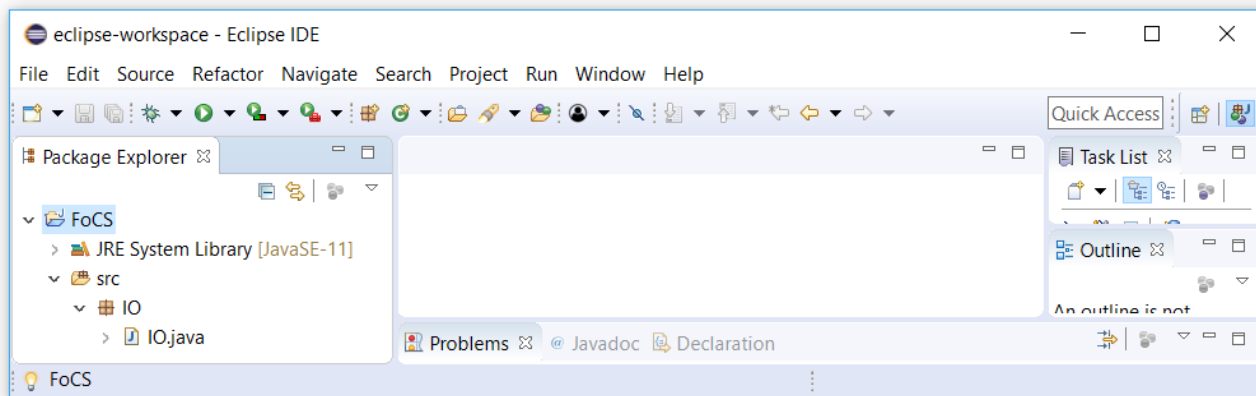 eclipse-workspace - Eclipse IDE
File Edit Source Refactor Navigate Search Project Run Window Help
Quick Access
Package Explorer
Task List
FoCS
JRE System Library [JavaSE-11]
src
IO
IO.java
Outline
An outline is not
Problems @ Javadoc Declaration
FoCS